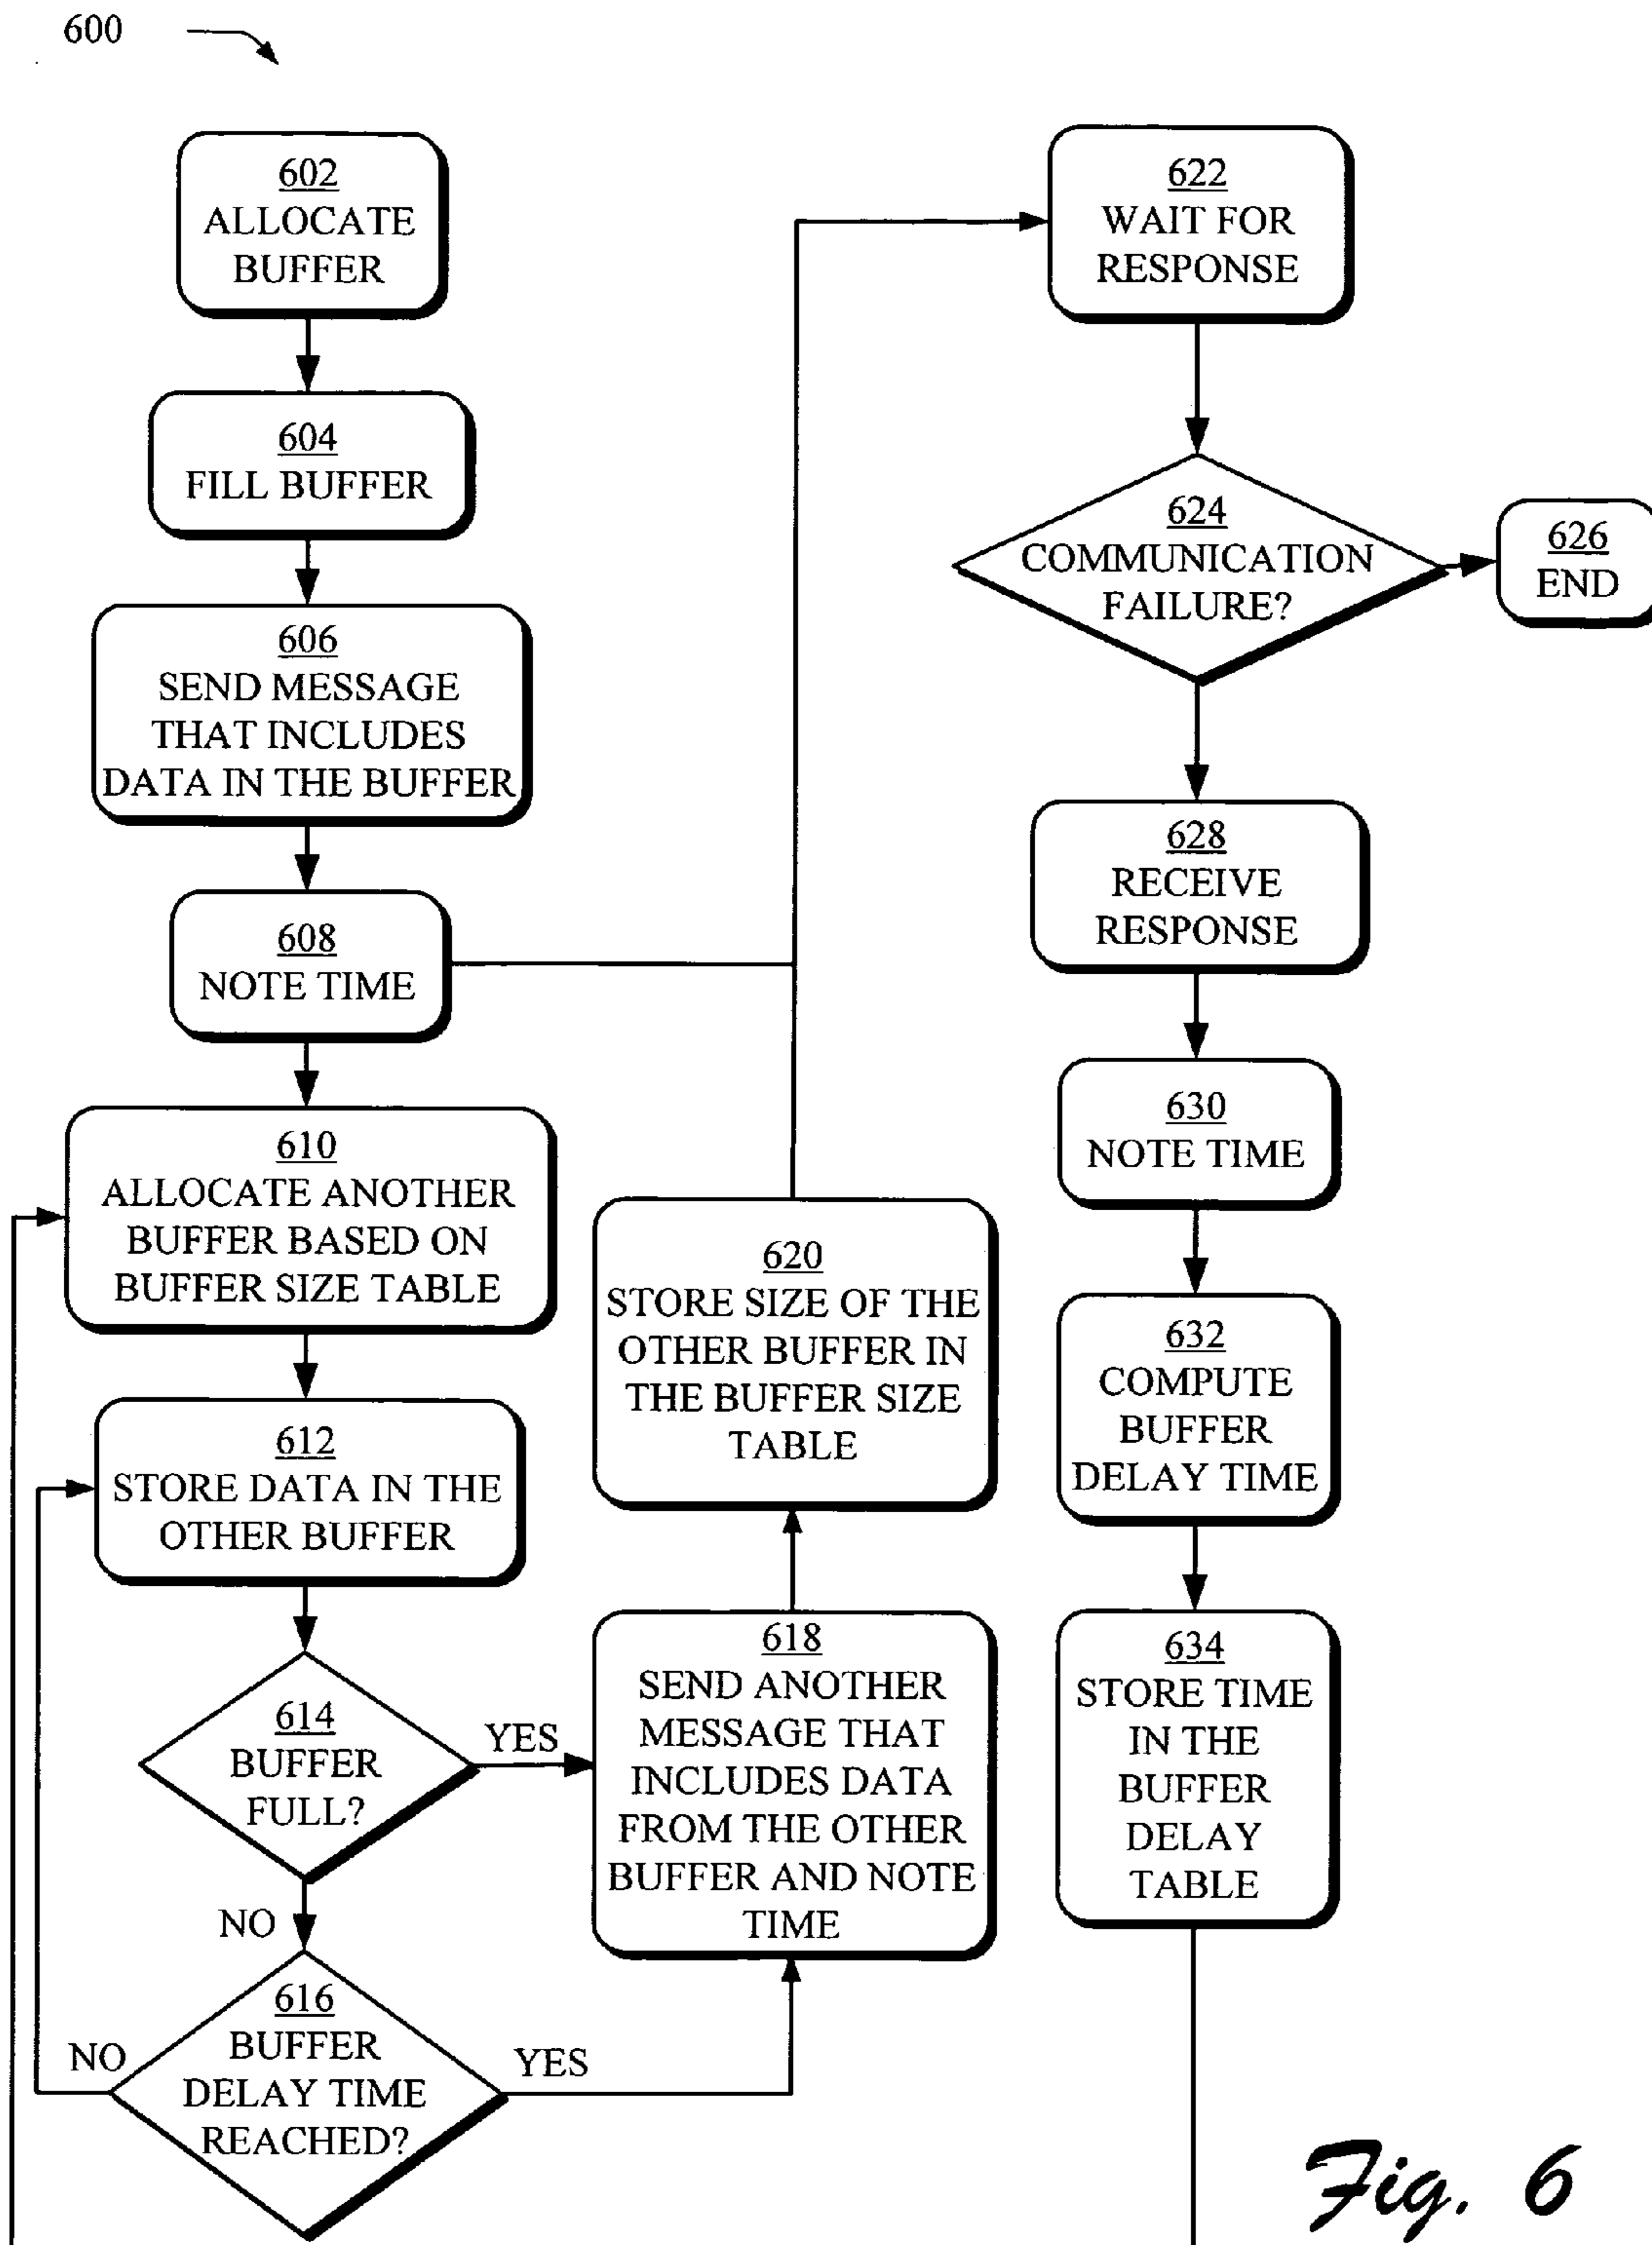 600
602
ALLOCATE
BUFFER
604
FILL BUFFER
606
SEND MESSAGE
THAT INCLUDES
DATA IN THE BUFFER
608
NOTE TIME
610
ALLOCATE ANOTHER
BUFFER BASED ON
BUFFER SIZE TABLE
612
STORE DATA IN THE
OTHER BUFFER
614
BUFFER
FULL?
YES
NO
616
BUFFER
DELAY TIME
REACHED?
NO
YES
618
SEND ANOTHER
MESSAGE THAT
INCLUDES DATA
FROM THE OTHER
BUFFER AND NOTE
TIME
620
STORE SIZE OF THE
OTHER BUFFER IN
THE BUFFER SIZE
TABLE
622
WAIT FOR
RESPONSE
624
COMMUNICATION
FAILURE?
626
END
628
RECEIVE
RESPONSE
630
NOTE TIME
632
COMPUTE
BUFFER
DELAY TIME
634
STORE TIME
IN THE
BUFFER
DELAY
TABLE
Fig. 6